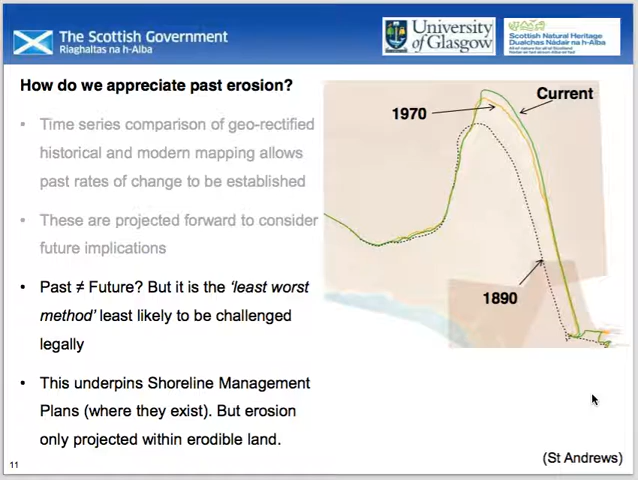 The Scottish Government
Riaghaltas na h-Alba
University
of Glasgow
Scottish Natural Heritage
Dualchas Nàdair na h-Alba
How do we appreciate past erosion?
• Time series comparison of geo-rectified
historical and modern mapping allows
past rates of change to be established
• These are projected forward to consider
future implications
• Past ≠ Future? But it is the ‘least worst
method’ least likely to be challenged
legally
• This underpins Shoreline Management
Plans (where they exist). But erosion
only projected within erodible land.
Current
1970
1890
(St Andrews)
11